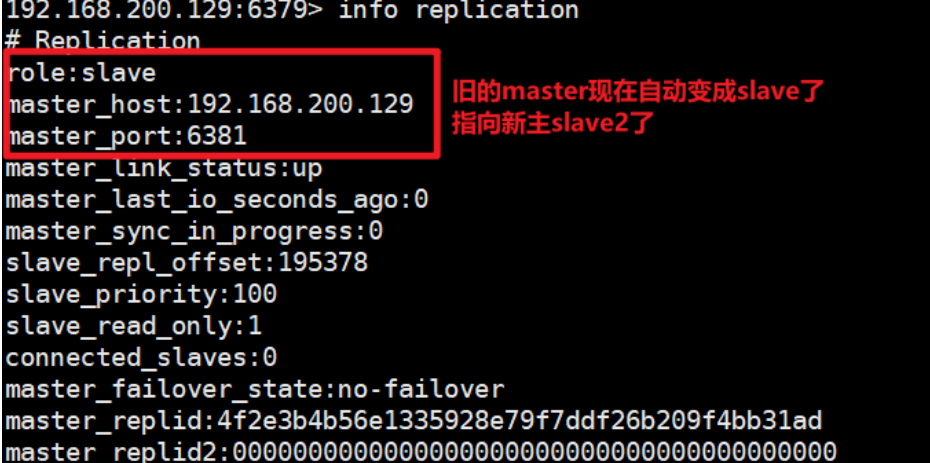 192.168.200.129:6379> info replication
# Replication
role:slave
master_host:192.168.200.129
master_port:6381
旧的master现在自动变成slave了
指向新主slave2了
master_link_status:up
master_last_io_seconds_ago:0
master_sync_in_progress:0
slave_repl_offset:195378
slave_priority:100
slave_read_only:1
connected_slaves:0
master_failover_state:no-failover
master_replid:4f2e3b4b56e1335928e79f7ddf26b209f4bb31ad
master_replid2:0000000000000000000000000000000000000000